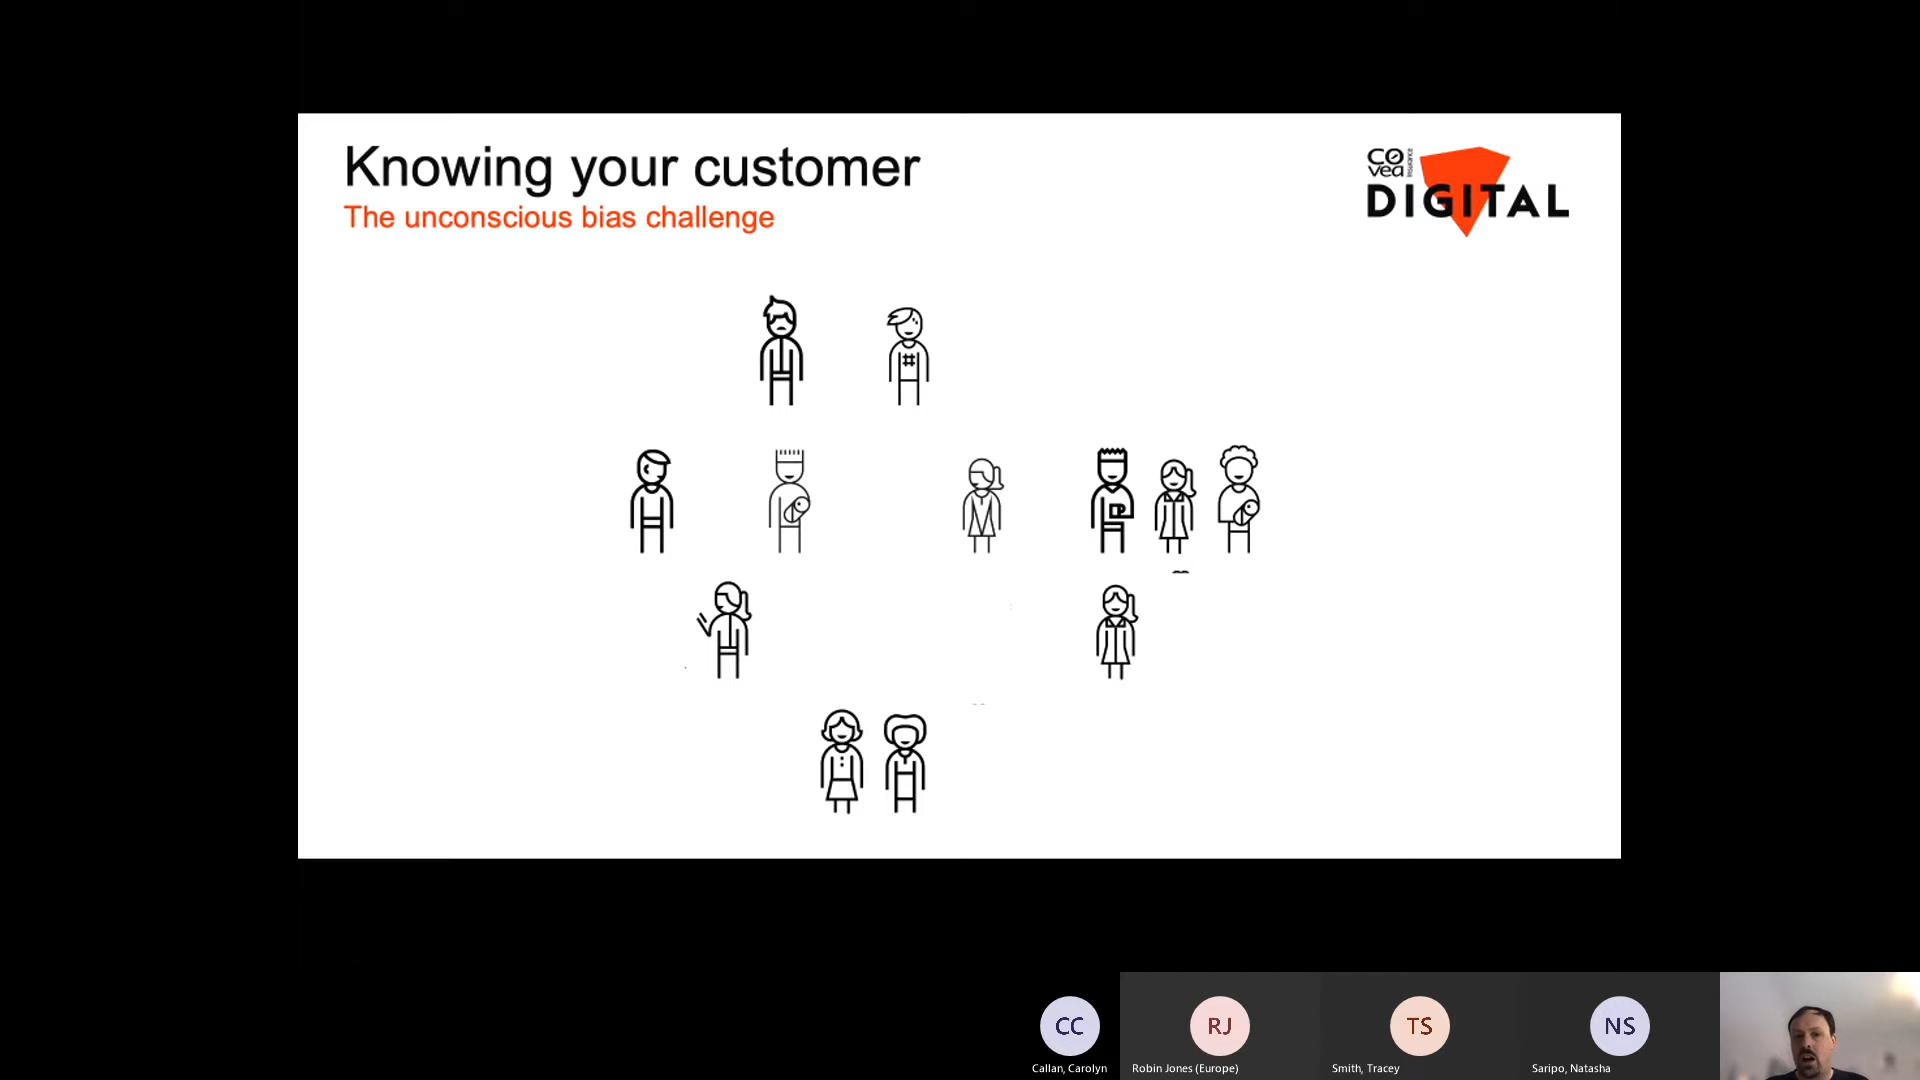 Knowing your customer
The unconscious bias challenge
covea
insurance
DIGITAL
#
CC
RJ
TS
NS
Callan, Carolyn
Robin Jones (Europe)
Smith, Tracey
Saripo, Natasha